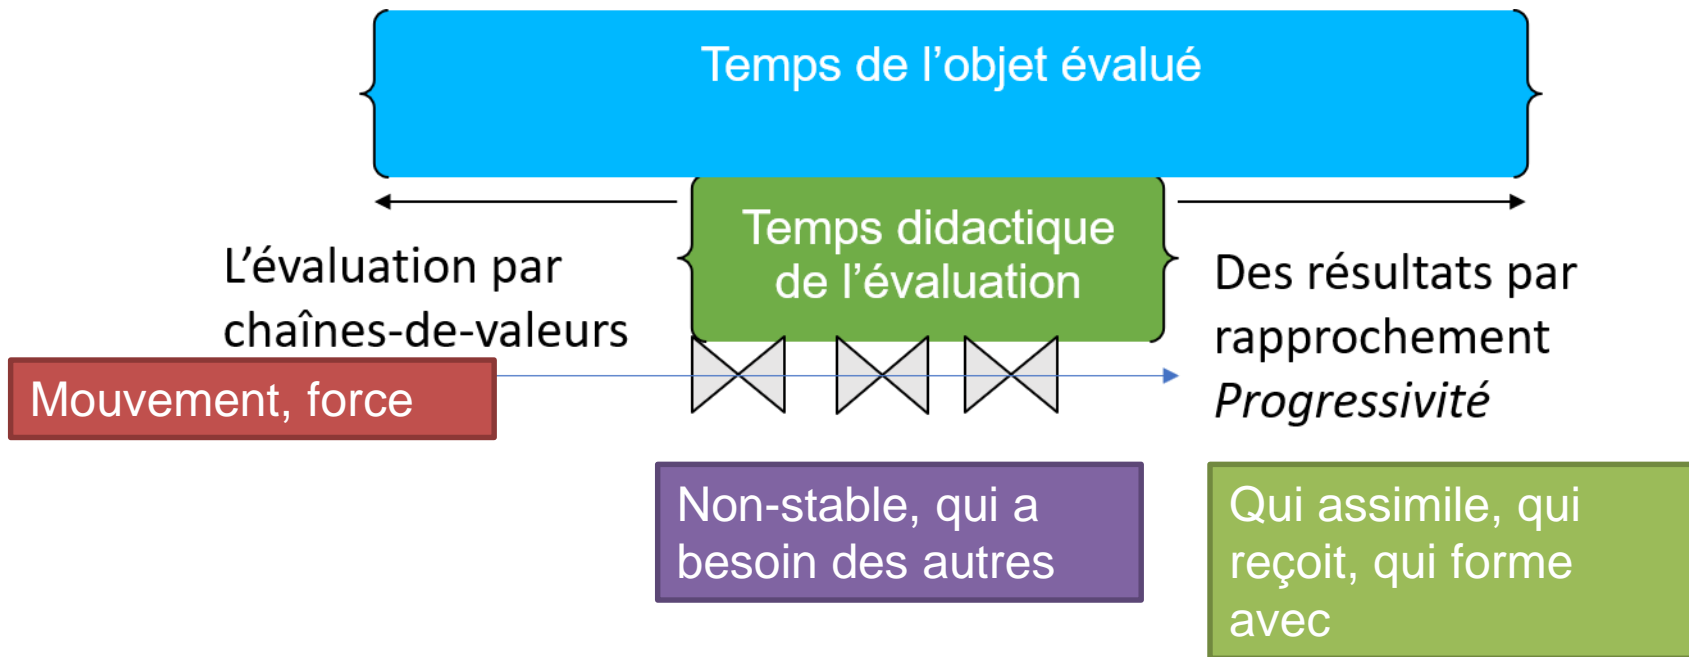 Temps de l’objet évalué
Temps didactique
de l’évaluation
L’évaluation par
chaînes-de-valeurs
Des résultats par
rapprochement
Progressivité
Mouvement, force
Non-stable, qui a
besoin des autres
Qui assimile, qui
reçoit, qui forme
avec